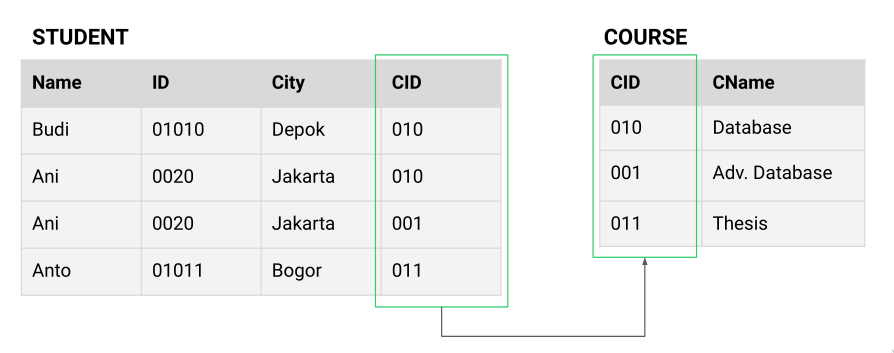 STUDENT
Name ID City CID
Budi 01010 Depok 010
Ani 0020 Jakarta 010
Ani 0020 Jakarta 001
Anto 01011 Bogor 011
COURSE
CID CName
010 Database
001 Adv. Database
011 Thesis